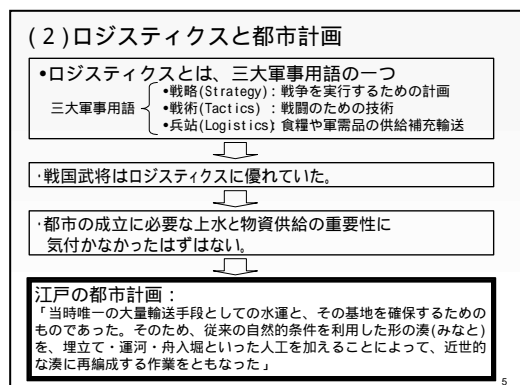 (2)ロジスティクスと都市計画
•ロジスティクスとは、三大軍事用語の一つ
三大軍事用語
•戦略(Strategy):戦争を実行するための計画
•戦術(Tactics):戦闘のための技術
•兵站(Logistics):食糧や軍需品の供給補充輸送
・戦国武将はロジスティクスに優れていた。
・都市の成立に必要な上水と物資供給の重要性に
気付かなかったはずはない。
江戸の都市計画:
「当時唯一の大量輸送手段としての水運と、その基地を確保するための
ものであった。そのため、従来の自然的条件を利用した形の湊(みなと)
を、埋立て・運河・舟入堀といった人工を加えることによって、近世的
な湊に再編成する作業をともなった」
5